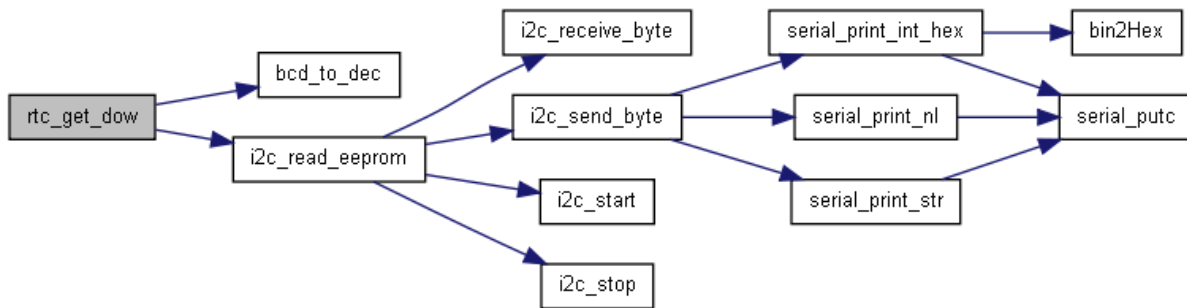 i2c_receive_byte
serial_print_int_hex
bin2Hex
bcd_to_dec
rtc_get_dow
i2c_send_byte
serial_print_nl
serial_putc
i2c_read_eeprom
i2c_start
serial_print_str
i2c_stop